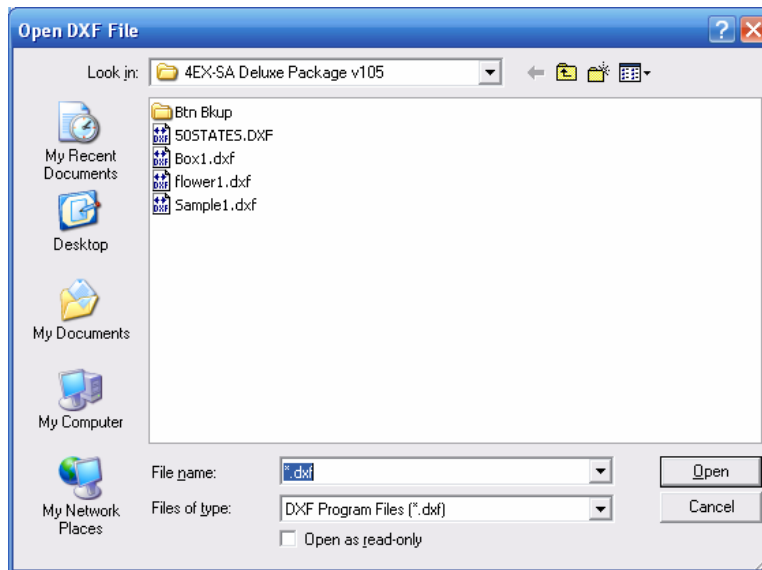 Open DXF File
Look in: 4EX-SA Deluxe Package v105
My Recent
Documents
Desktop
My Documents
My Computer
My Network
Places
Btn Bkup
50STATES.DXF
Box1.dxf
flower1.dxf
Sample1.dxf
File name: *.dxf
Open
Files of type: DXF Program Files (*.dxf)
Cancel
Open as read-only